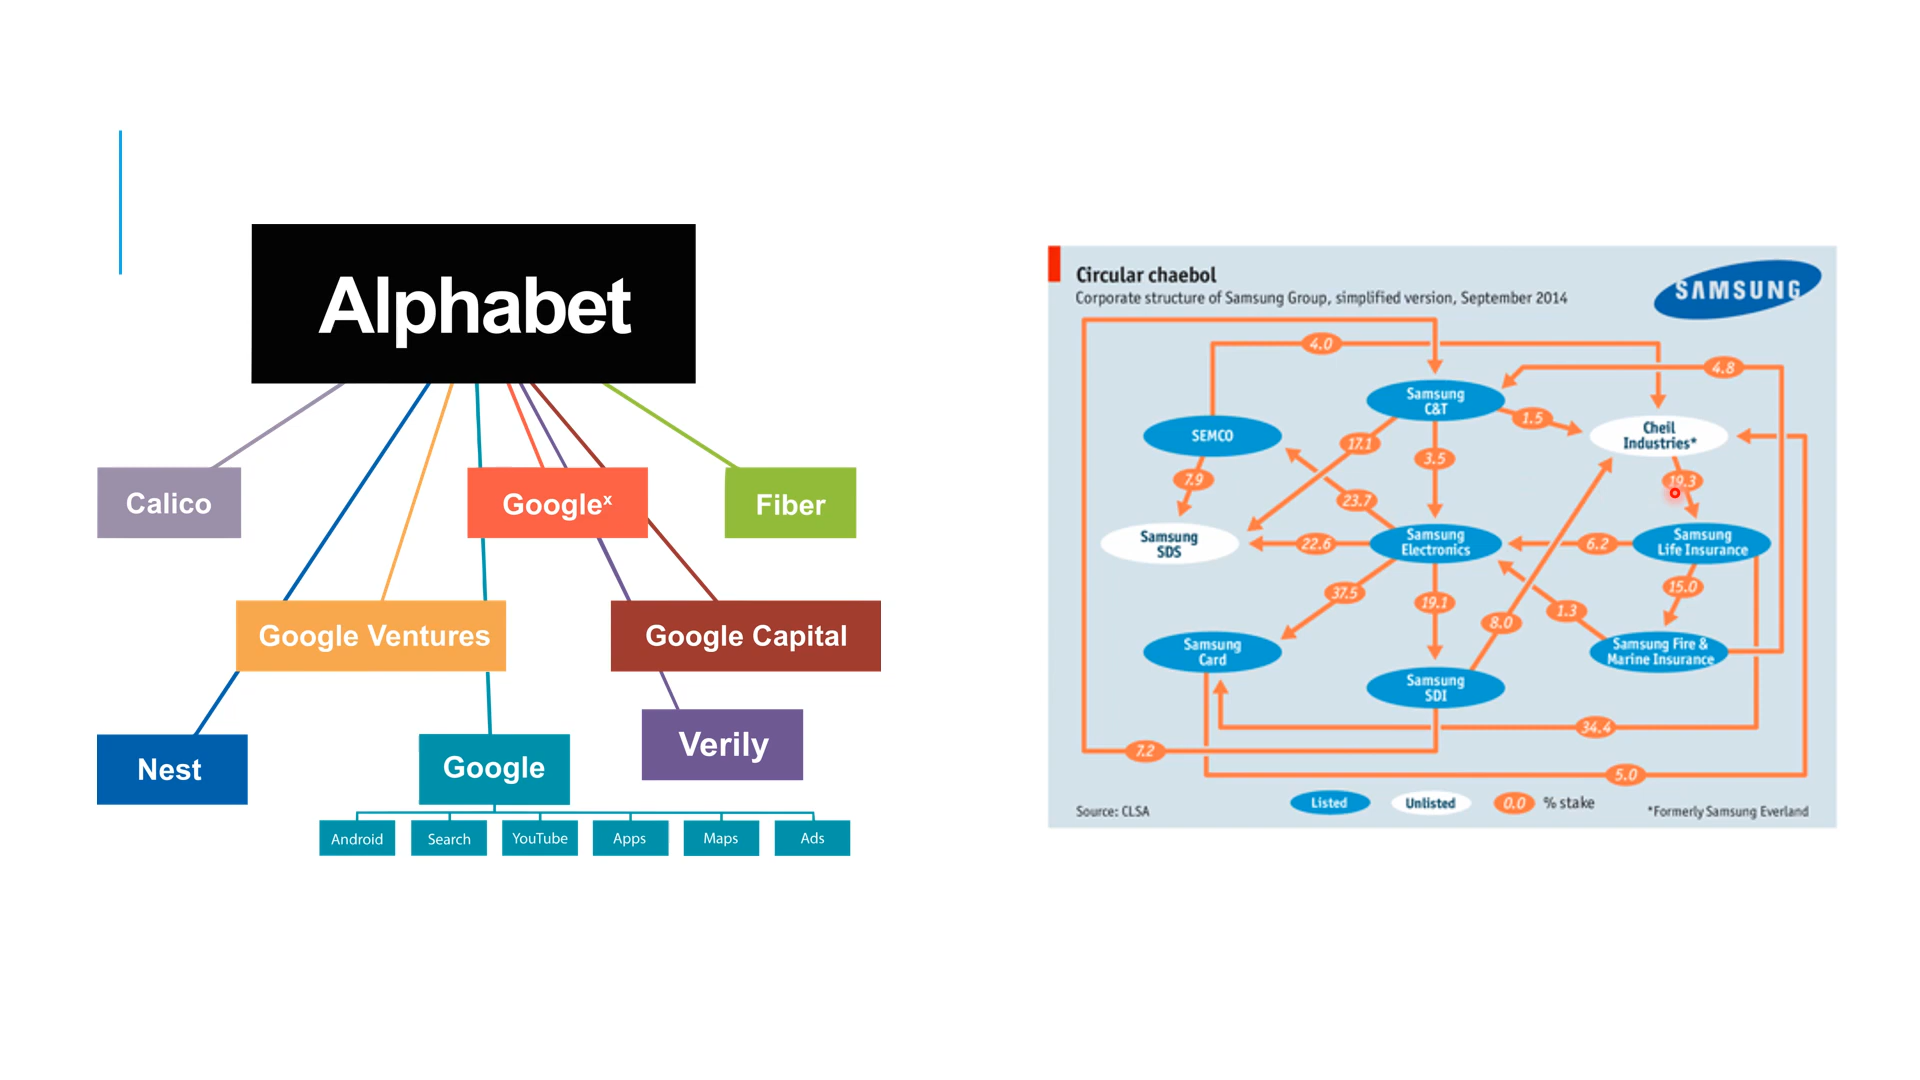 Alphabet
Calico
Googlex
Fiber
Google Ventures
Google Capital
Nest
Google
Verily
Android
Search
YouTube
Apps
Maps
Ads
Circular chaebol
Corporate structure of Samsung Group, simplified version, September 2014
SAMSUNG
4.0
4.8
Samsung
C&T
1.5
SEMCO
Cheil
Industries*
17.1
3.5
7.9
19.3
23.7
Samsung
SDS
22.6
Samsung
Electronics
6.2
Samsung
Life Insurance
37.5
19.1
15.0
8.0
1.3
Samsung
Card
Samsung Fire &
Marine Insurance
Samsung
SDI
34.4
7.2
5.0
Listed
Unlisted
0.0 % stake
Source: CLSA
*Formerly Samsung Everland